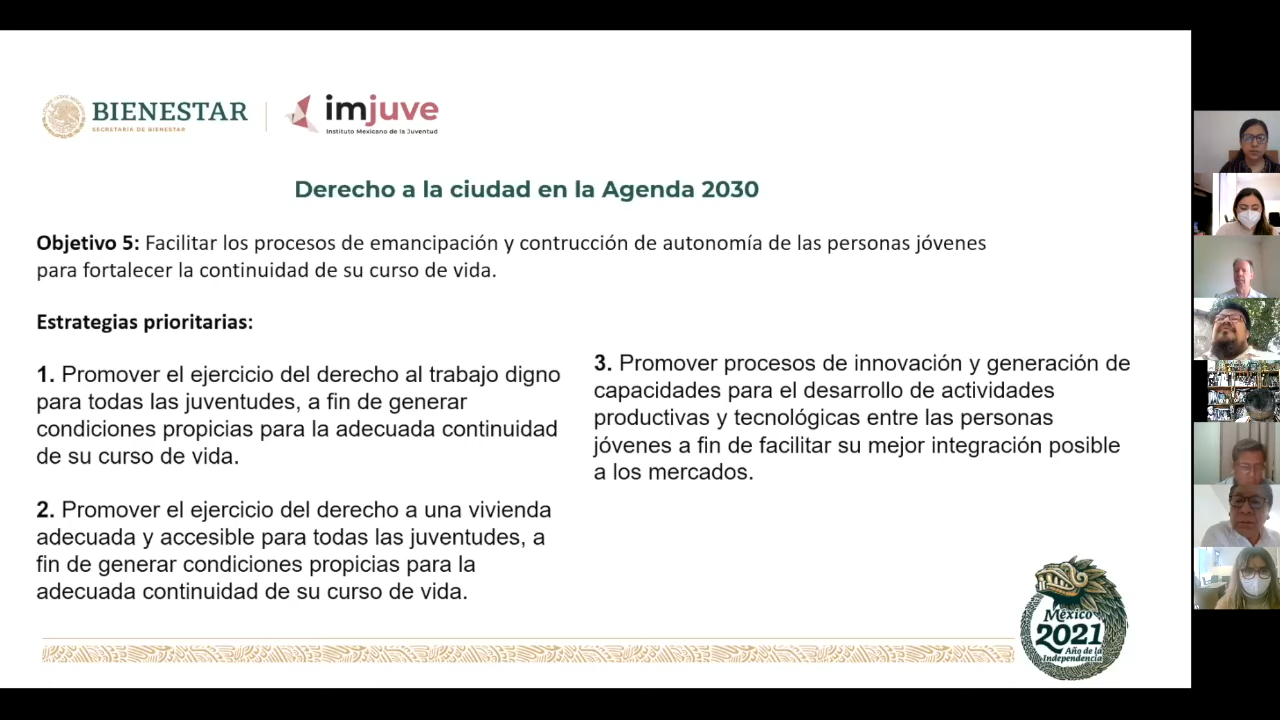 BIENESTAR
SECRETARÍA DE BIENESTAR
imjuve
Instituto Mexicano de la Juventud
Derecho a la ciudad en la Agenda 2030
Objetivo 5: Facilitar los procesos de emancipación y contrucción de autonomía de las personas jóvenes
para fortalecer la continuidad de su curso de vida.
Estrategias prioritarias:
1. Promover el ejercicio del derecho al trabajo digno
para todas las juventudes, a fin de generar
condiciones propicias para la adecuada continuidad
de su curso de vida.
2. Promover el ejercicio del derecho a una vivienda
adecuada y accesible para todas las juventudes, a
fin de generar condiciones propicias para la
adecuada continuidad de su curso de vida.
3. Promover procesos de innovación y generación de
capacidades para el desarrollo de actividades
productivas y tecnológicas entre las personas
jóvenes a fin de facilitar su mejor integración posible
a los mercados.
México
2021
Año de la
Independencia